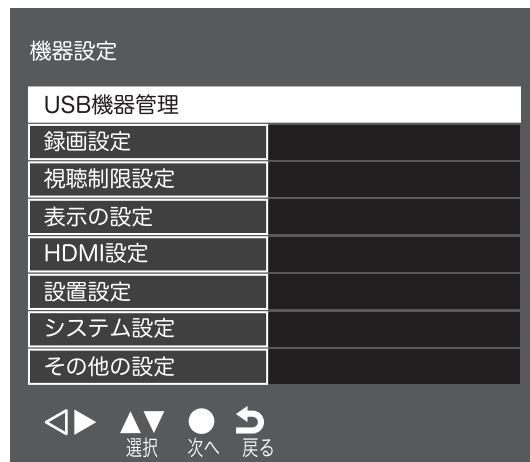 機器設定
USB機器管理
録画設定
視聴制限設定
表示の設定
HDMI設定
設置設定
システム設定
その他の設定
選択 次へ 戻る